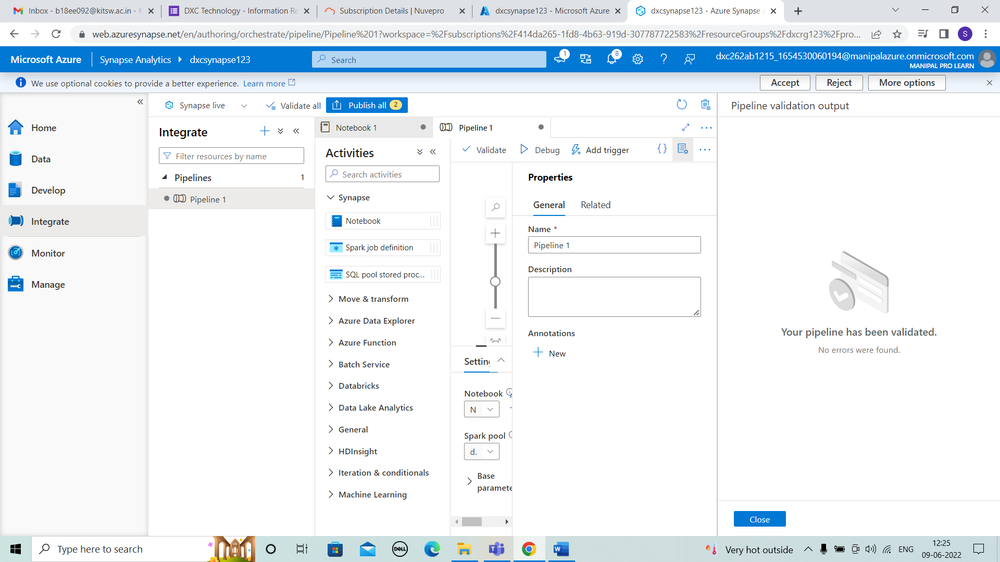 Inbox - b18ee092@kitsw.ac.in -
DXC Technology - Information Re
Subscription Details | Nuvepro
dxcsynapse123 - Microsoft Azure
dxcsynapse123 - Azure Synapse
web.azuresynapse.net/en/authoring/orchestrate/pipeline/Pipeline%201?workspace=%2Fsubscriptions%2F414da265-1fd8-4b63-919d-307787722583%2FresourceGroups%2Fdxcrg123%2Fpro...
S
Microsoft Azure
Synapse Analytics
dxcsynapse123
Search
1
8
dxc262ab1215_1654530060194@manipalazure.onmicrosoft.com
MANIPAL PRO LEARN
We use optional cookies to provide a better experience. Learn more
Accept
Reject
More options
Home
Data
Develop
Integrate
Monitor
Manage
Synapse live
Validate all
Publish all 2
Integrate
Filter resources by name
Pipelines 1
Pipeline 1
Notebook 1
Pipeline 1
Activities
Search activities
Synapse
Notebook
Spark job definition
SQL pool stored proc...
Move & transform
Azure Data Explorer
Azure Function
Batch Service
Databricks
Data Lake Analytics
General
HDInsight
Iteration & conditionals
Machine Learning
Validate
Debug
Add trigger
Setting
Notebook
N
Spark pool
d.
Base
paramete
Properties
General
Related
Name *
Pipeline 1
Description
Annotations
New
Pipeline validation output
Your pipeline has been validated.
No errors were found.
Close
Type here to search
DELL
Very hot outside
ENG
12:25
09-06-2022